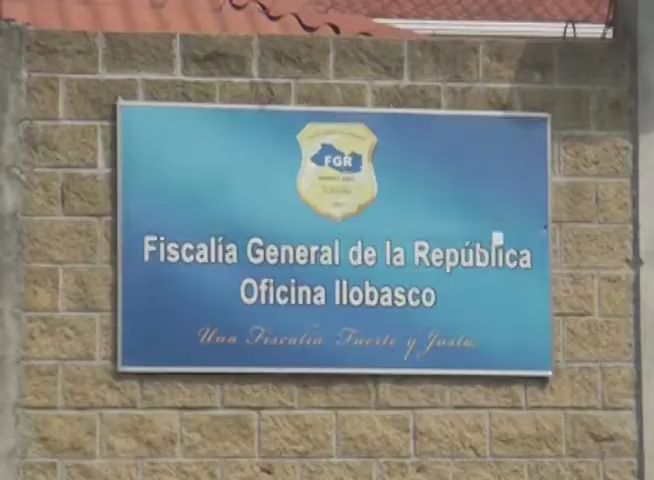 FGR
Fiscalía General de la República
Oficina Ilobasco
Una Fiscalía Fuerte y Justa